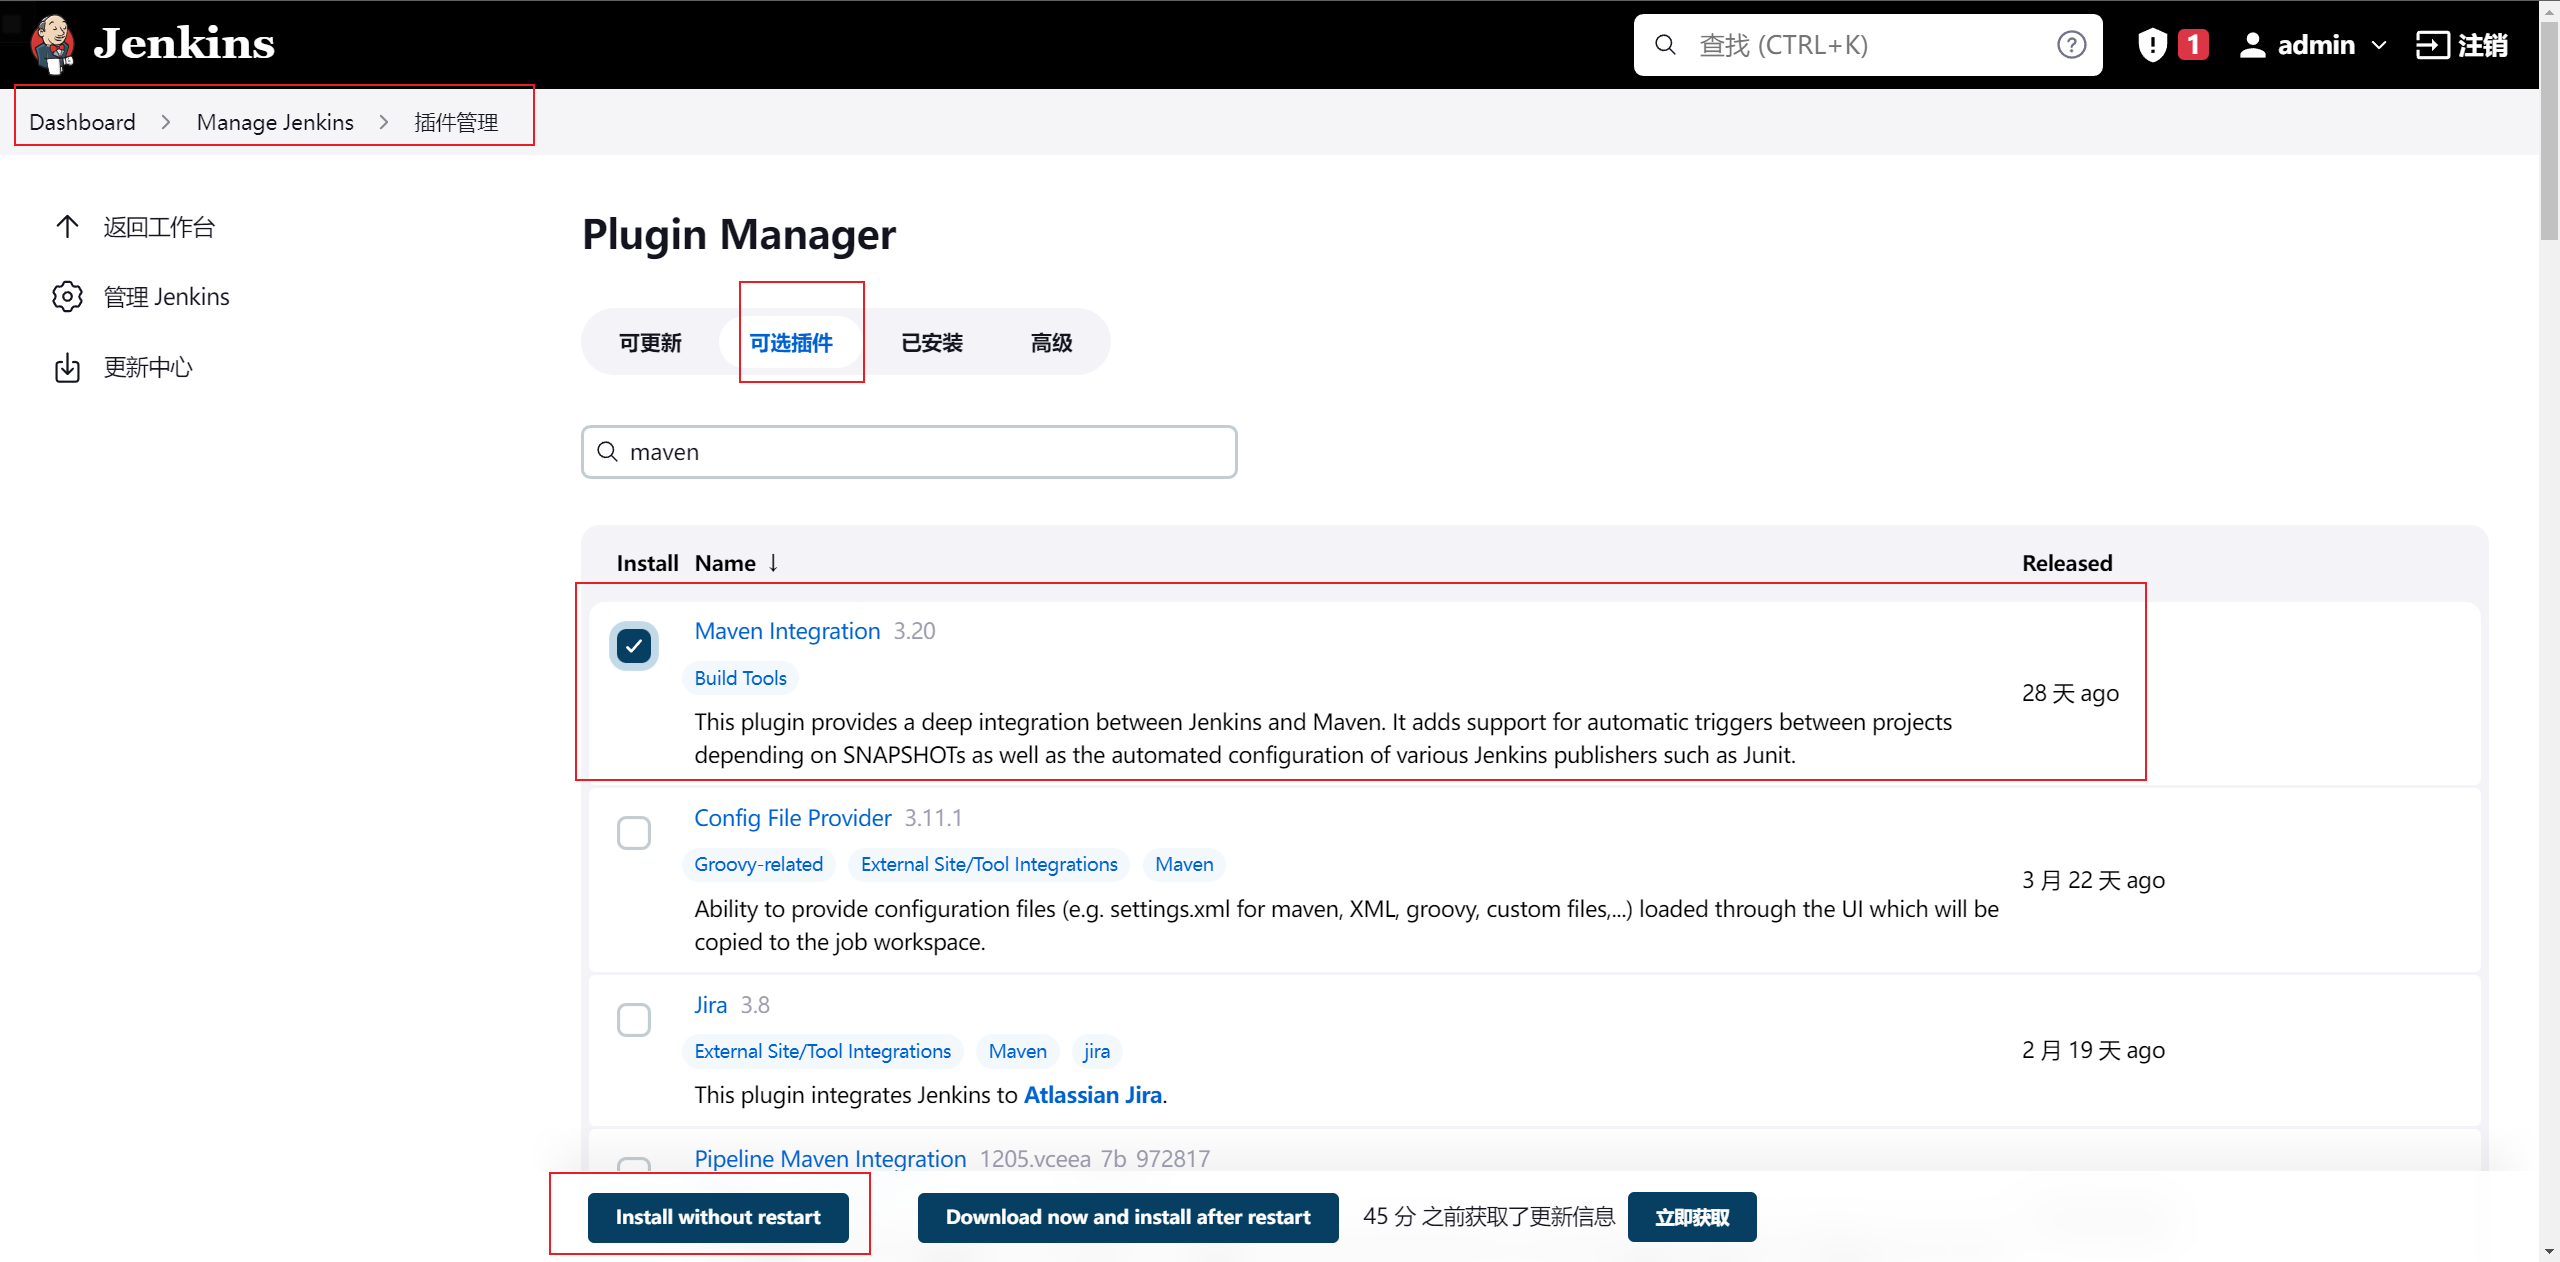 Jenkins
查找 (CTRL+K)
1
admin
注销
Dashboard
Manage Jenkins
插件管理
返回工作台
管理 Jenkins
更新中心
Plugin Manager
可更新
可选插件
已安装
高级
maven
Install Name ↓ Released
Maven Integration 3.20
Build Tools
This plugin provides a deep integration between Jenkins and Maven. It adds support for automatic triggers between projects
depending on SNAPSHOTs as well as the automated configuration of various Jenkins publishers such as Junit.
28 天 ago
Config File Provider 3.11.1
Groovy-related External Site/Tool Integrations Maven
Ability to provide configuration files (e.g. settings.xml for maven, XML, groovy, custom files,...) loaded through the UI which will be
copied to the job workspace.
3 月 22 天 ago
Jira 3.8
External Site/Tool Integrations Maven jira
This plugin integrates Jenkins to Atlassian Jira.
2 月 19 天 ago
Pipeline Maven Integration 1205.vceea_7b_972817
Install without restart
Download now and install after restart
45 分 之前获取了更新信息
立即获取